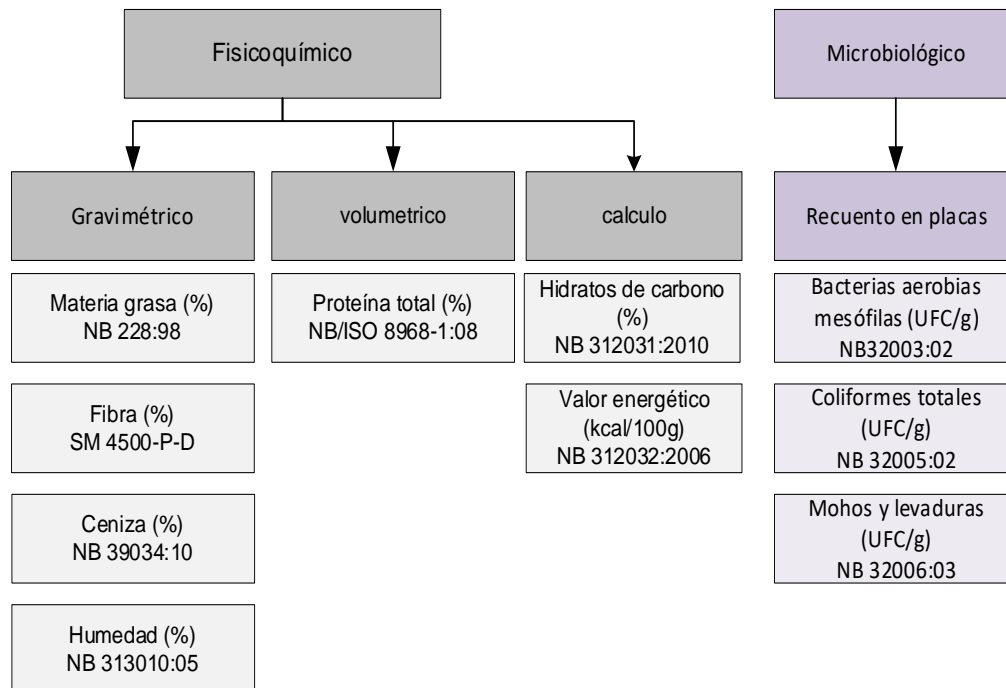 Fisicoquímico
Microbiológico
Gravimétrico
volumetrico
calculo
Recuento en placas
Materia grasa (%)
NB 228:98
Proteína total (%)
NB/ISO 8968-1:08
Hidratos de carbono
(%)
NB 312031:2010
Bacterias aerobias
mesófilas (UFC/g)
NB32003:02
Fibra (%)
SM 4500-P-D
Valor energético
(kcal/100g)
NB 312032:2006
Coliformes totales
(UFC/g)
NB 32005:02
Ceniza (%)
NB 39034:10
Mohos y levaduras
(UFC/g)
NB 32006:03
Humedad (%)
NB 313010:05